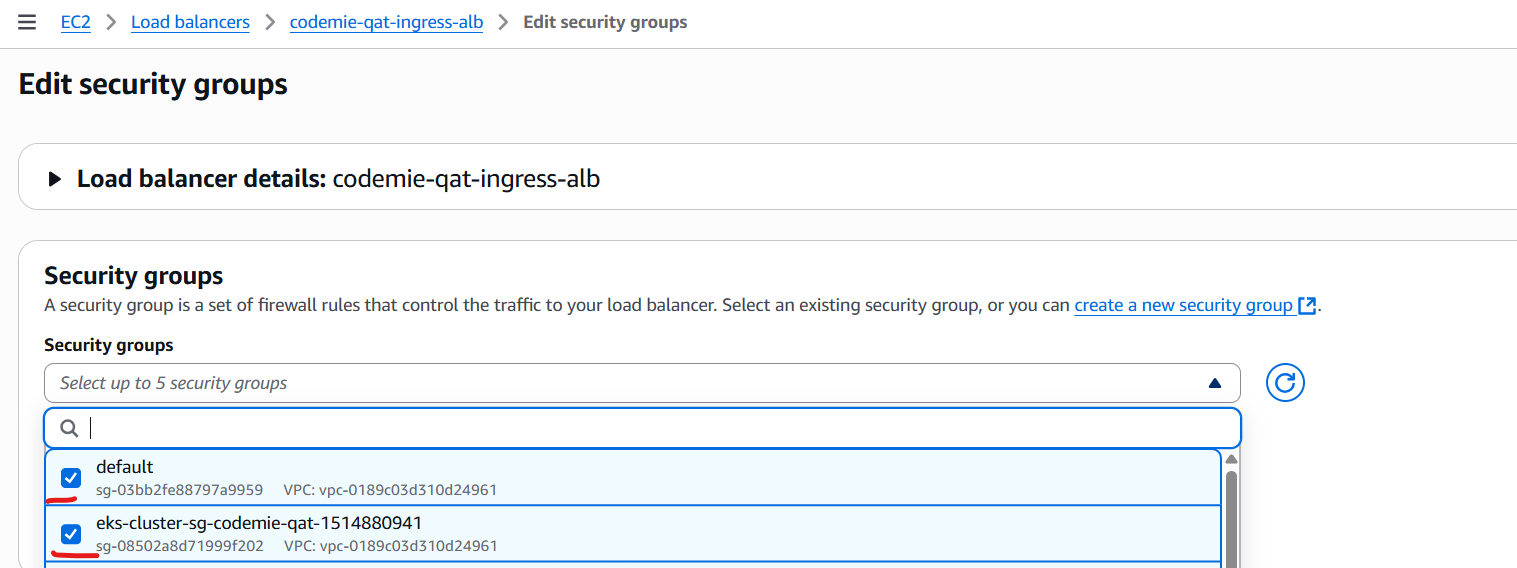 EC2 > Load balancers > codemie-qat-ingress-alb > Edit security groups
Edit security groups
Load balancer details: codemie-qat-ingress-alb
Security groups
A security group is a set of firewall rules that control the traffic to your load balancer. Select an existing security group, or you can create a new security group.
Security groups
Select up to 5 security groups
default
sg-03bb2fe88797a9959 VPC: vpc-0189c03d310d24961
eks-cluster-sg-codemie-qat-1514880941
sg-08502a8d71999f202 VPC: vpc-0189c03d310d24961